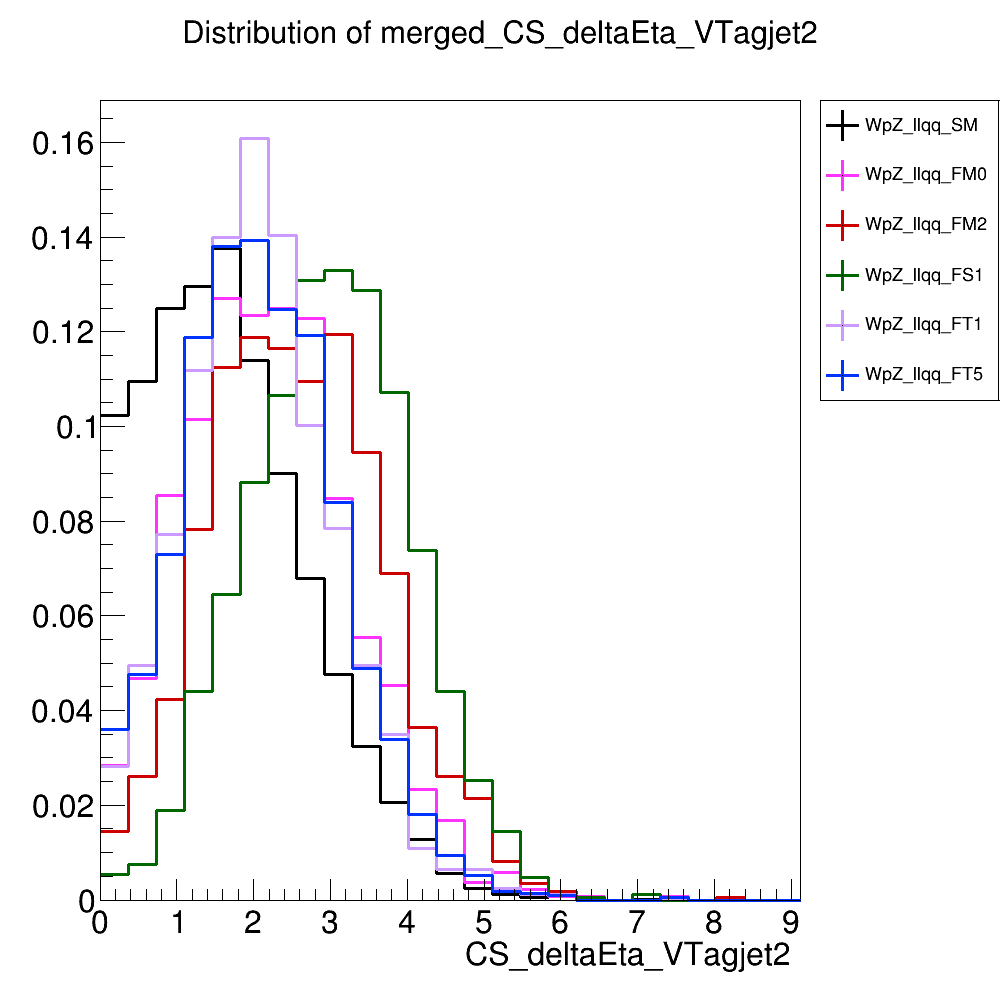 Distribution of merged_CS_deltaEta_VTagjet2
0.16
0.14
0.12
0.1
0.08
0.06
0.04
0.02
0
0 1 2 3 4 5 6 7 8 9
CS_deltaEta_VTagjet2
WpZ_llqq_SM
WpZ_llqq_FM0
WpZ_llqq_FM2
WpZ_llqq_FS1
WpZ_llqq_FT1
WpZ_llqq_FT5